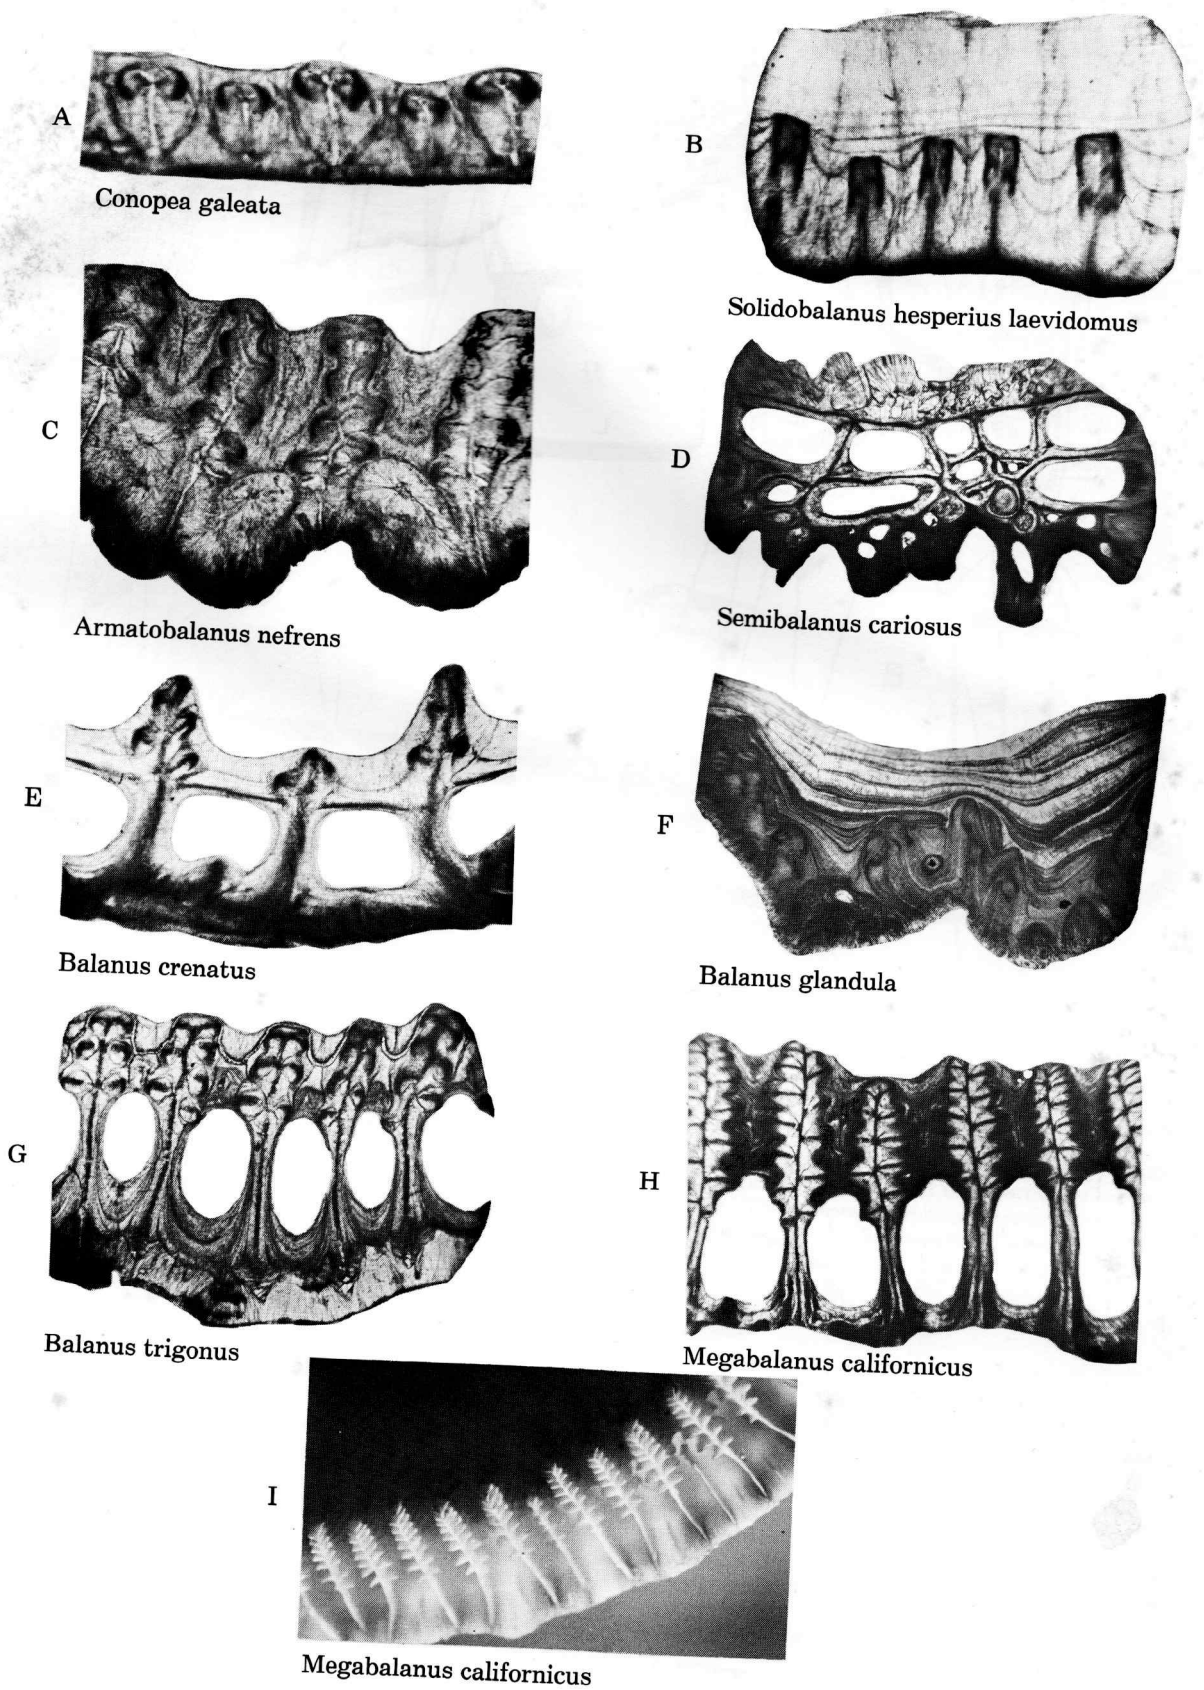 A
Conopea galeata
B
Solidobalanus hesperius laevidomus
C
Armatobalanus nefrens
D
Semibalanus cariosus
E
Balanus crenatus
F
Balanus glandula
G
Balanus trigonus
H
Megabalanus californicus
I
Megabalanus californicus